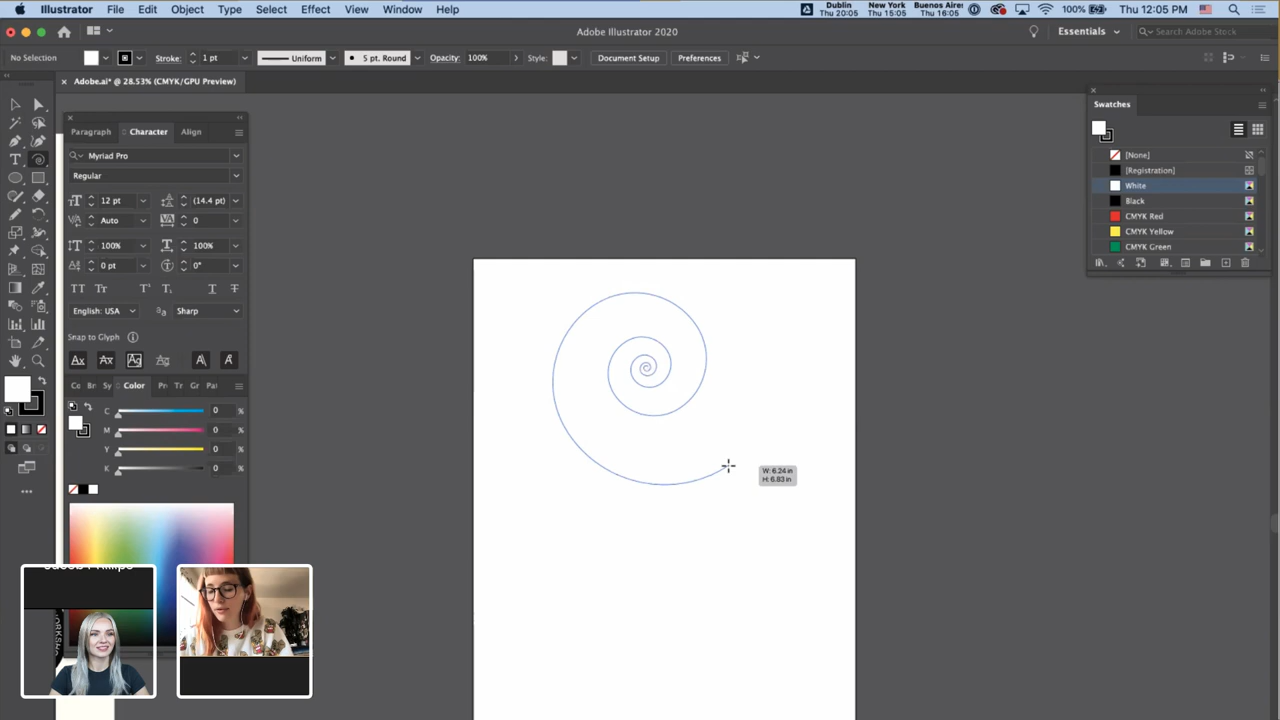 Illustrator File Edit Object Type Select Effect View Window Help
Dublin
Thu 20:05
New York
Thu 15:05
Buenos Aires
Thu 16:05
100%
Thu 12:05 PM
Adobe Illustrator 2020
Essentials
Search Adobe Stock
No Selection
Stroke: 1 pt
Uniform
5 pt. Round
Opacity: 100%
Style:
Document Setup
Preferences
Adobe.ai* @ 28.53% (CMYK/GPU Preview)
Paragraph Character Align
Myriad Pro
Regular
12 pt (14.4 pt)
Auto 0
100% 100%
0 pt 0°
English: USA
Sharp
Snap to Glyph
Color
C 0 %
M 0 %
Y 0 %
K 0 %
W: 6.24 in
H: 6.83 in
Swatches
[None]
[Registration]
White
Black
CMYK Red
CMYK Yellow
CMYK Green